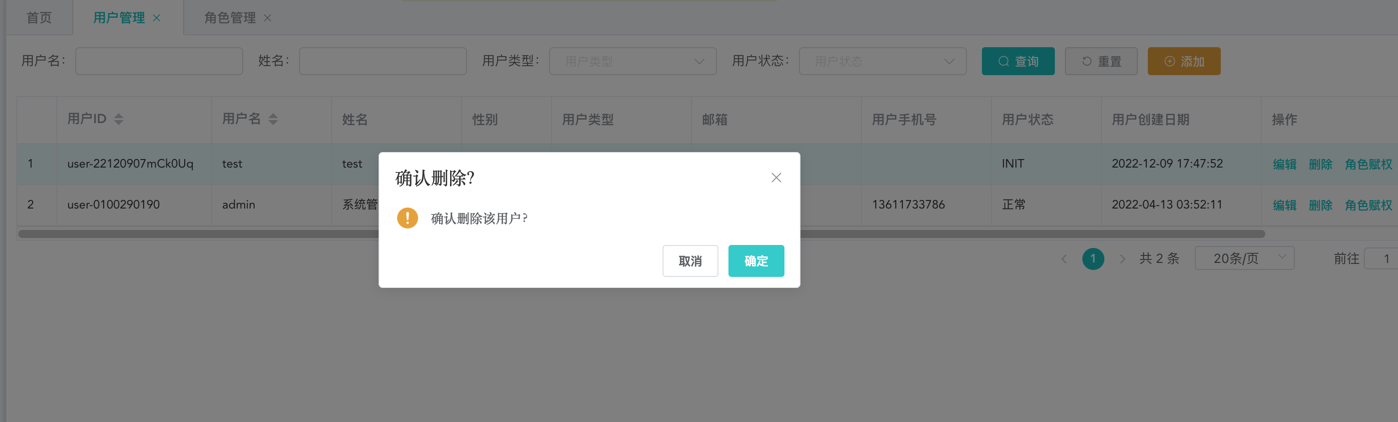 首页 用户管理 角色管理
用户名: 姓名: 用户类型: 用户类型 用户状态: 用户状态 查询 重置 添加
用户ID 用户名 姓名 性别 用户类型 邮箱 用户手机号 用户状态 用户创建日期 操作
1 user-22120907mCk0Uq test test INIT 2022-12-09 17:47:52 编辑 删除 角色赋权
2 user-0100290190 admin 系统管 13611733786 正常 2022-04-13 03:52:11 编辑 删除 角色赋权
确认删除?
确认删除该用户?
取消 确定
1 共 2 条 20条/页 前往 1